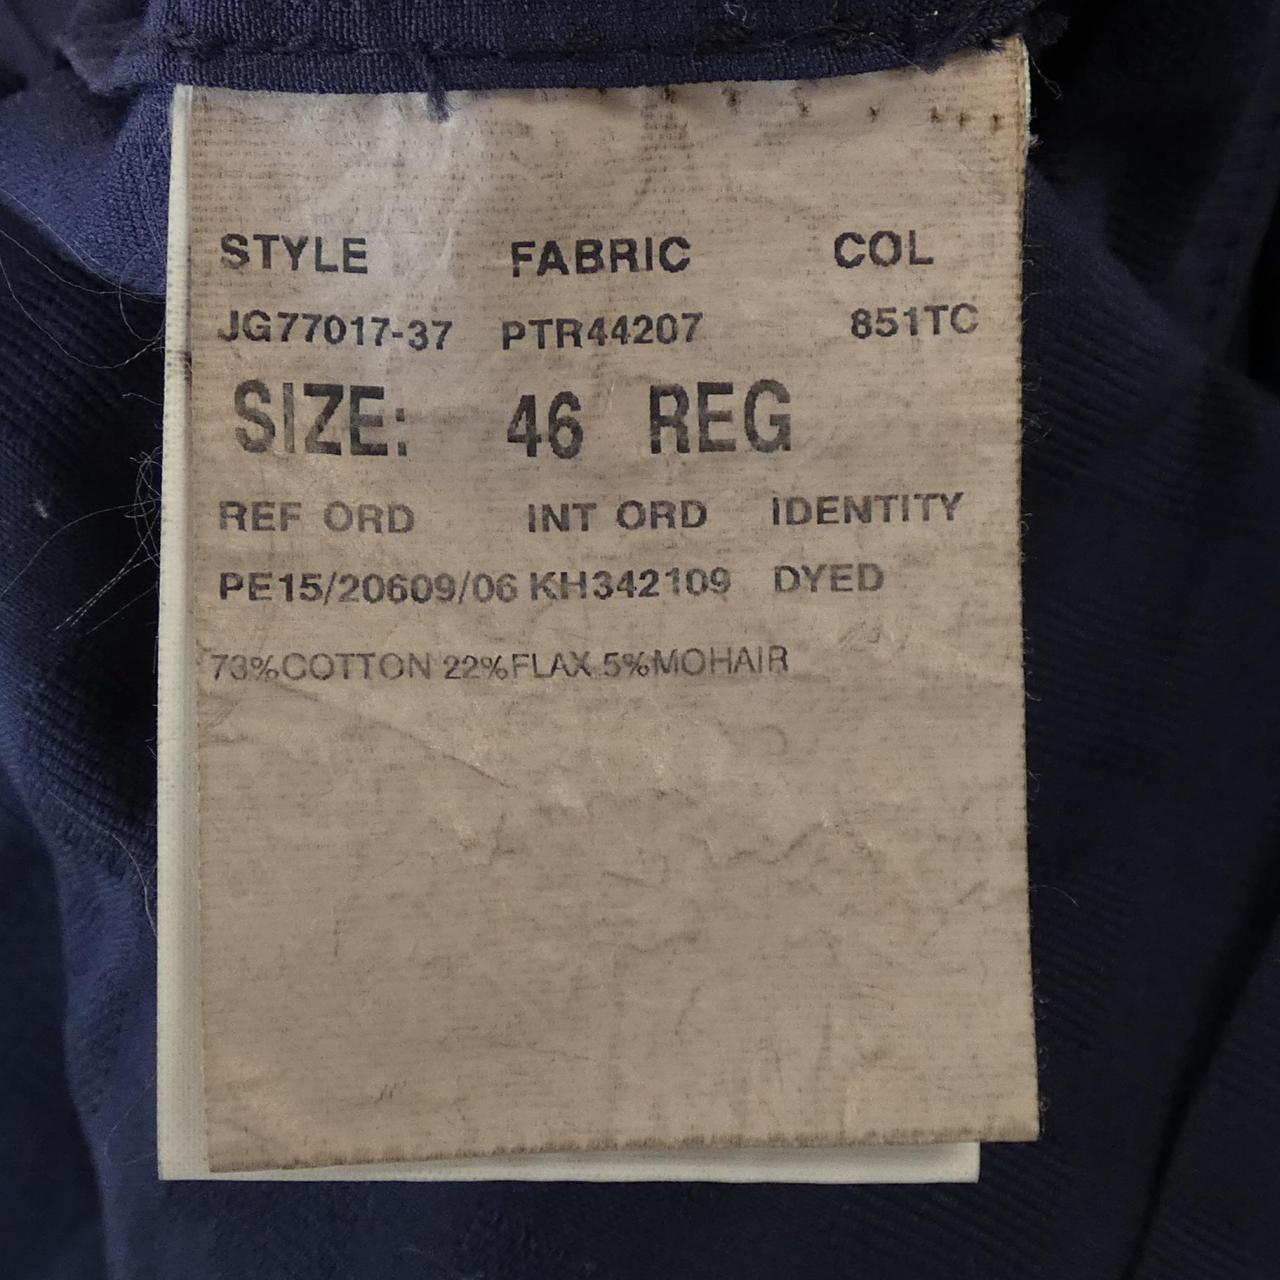 STYLE FABRIC COL
JG77017-37 PTR44207 851TC
SIZE: 46 REG
REF ORD INT ORD IDENTITY
PE15/20609/06 KH342109 DYED
73%COTTON 22%FLAX 5%MOHAIR